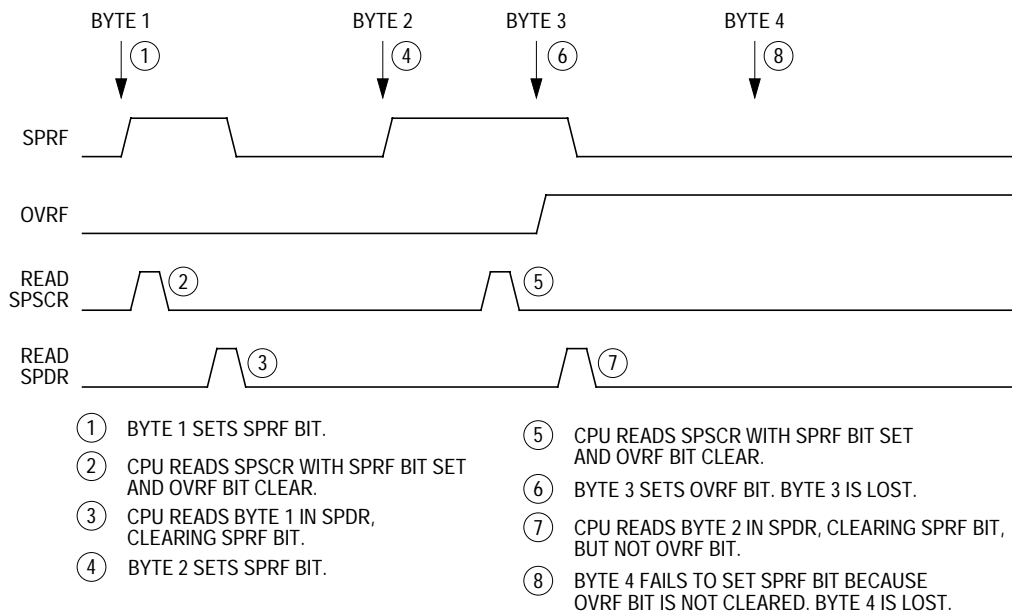 BYTE 1 BYTE 2 BYTE 3 BYTE 4
1 4 6 8
SPRF
OVRF
READ
SPSCR
2 5
READ
SPDR
3 7
1 BYTE 1 SETS SPRF BIT.
2 CPU READS SPSCR WITH SPRF BIT SET
AND OVRF BIT CLEAR.
3 CPU READS BYTE 1 IN SPDR,
CLEARING SPRF BIT.
4 BYTE 2 SETS SPRF BIT.
5 CPU READS SPSCR WITH SPRF BIT SET
AND OVRF BIT CLEAR.
6 BYTE 3 SETS OVRF BIT. BYTE 3 IS LOST.
7 CPU READS BYTE 2 IN SPDR, CLEARING SPRF BIT,
BUT NOT OVRF BIT.
8 BYTE 4 FAILS TO SET SPRF BIT BECAUSE
OVRF BIT IS NOT CLEARED. BYTE 4 IS LOST.